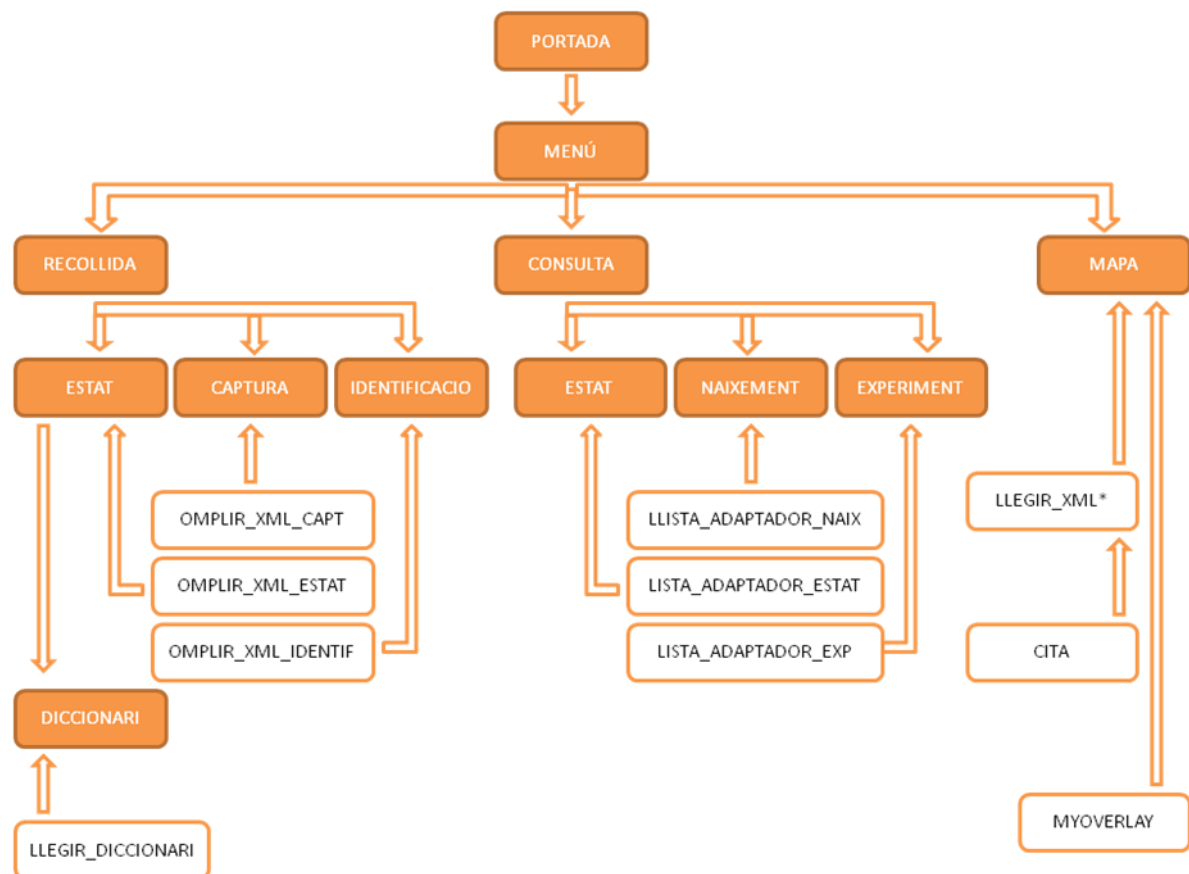 PORTADA
MENÚ
RECOLLIDA
CONSULTA
MAPA
ESTAT
CAPTURA
IDENTIFICACIO
ESTAT
NAIXEMENT
EXPERIMENT
OMPLIR_XML_CAPT
LLISTA_ADAPTADOR_NAIX
LLEGIR_XML*
OMPLIR_XML_ESTAT
LISTA_ADAPTADOR_ESTAT
OMPLIR_XML_IDENTIF
LISTA_ADAPTADOR_EXP
CITA
DICCIONARI
MYOVERLAY
LLEGIR_DICCIONARI